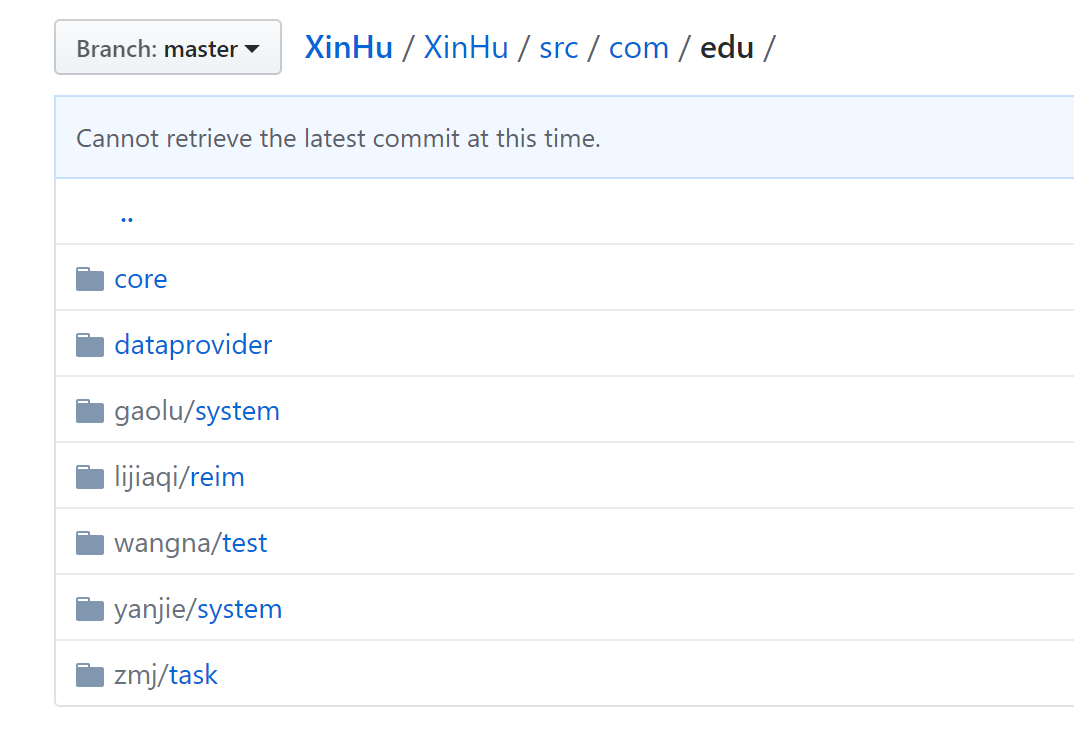 Branch: master XinHu / XinHu / src / com / edu /
Cannot retrieve the latest commit at this time.
..
core
dataprovider
gaolu/system
lijiaqi/reim
wangna/test
yanjie/system
zmj/task